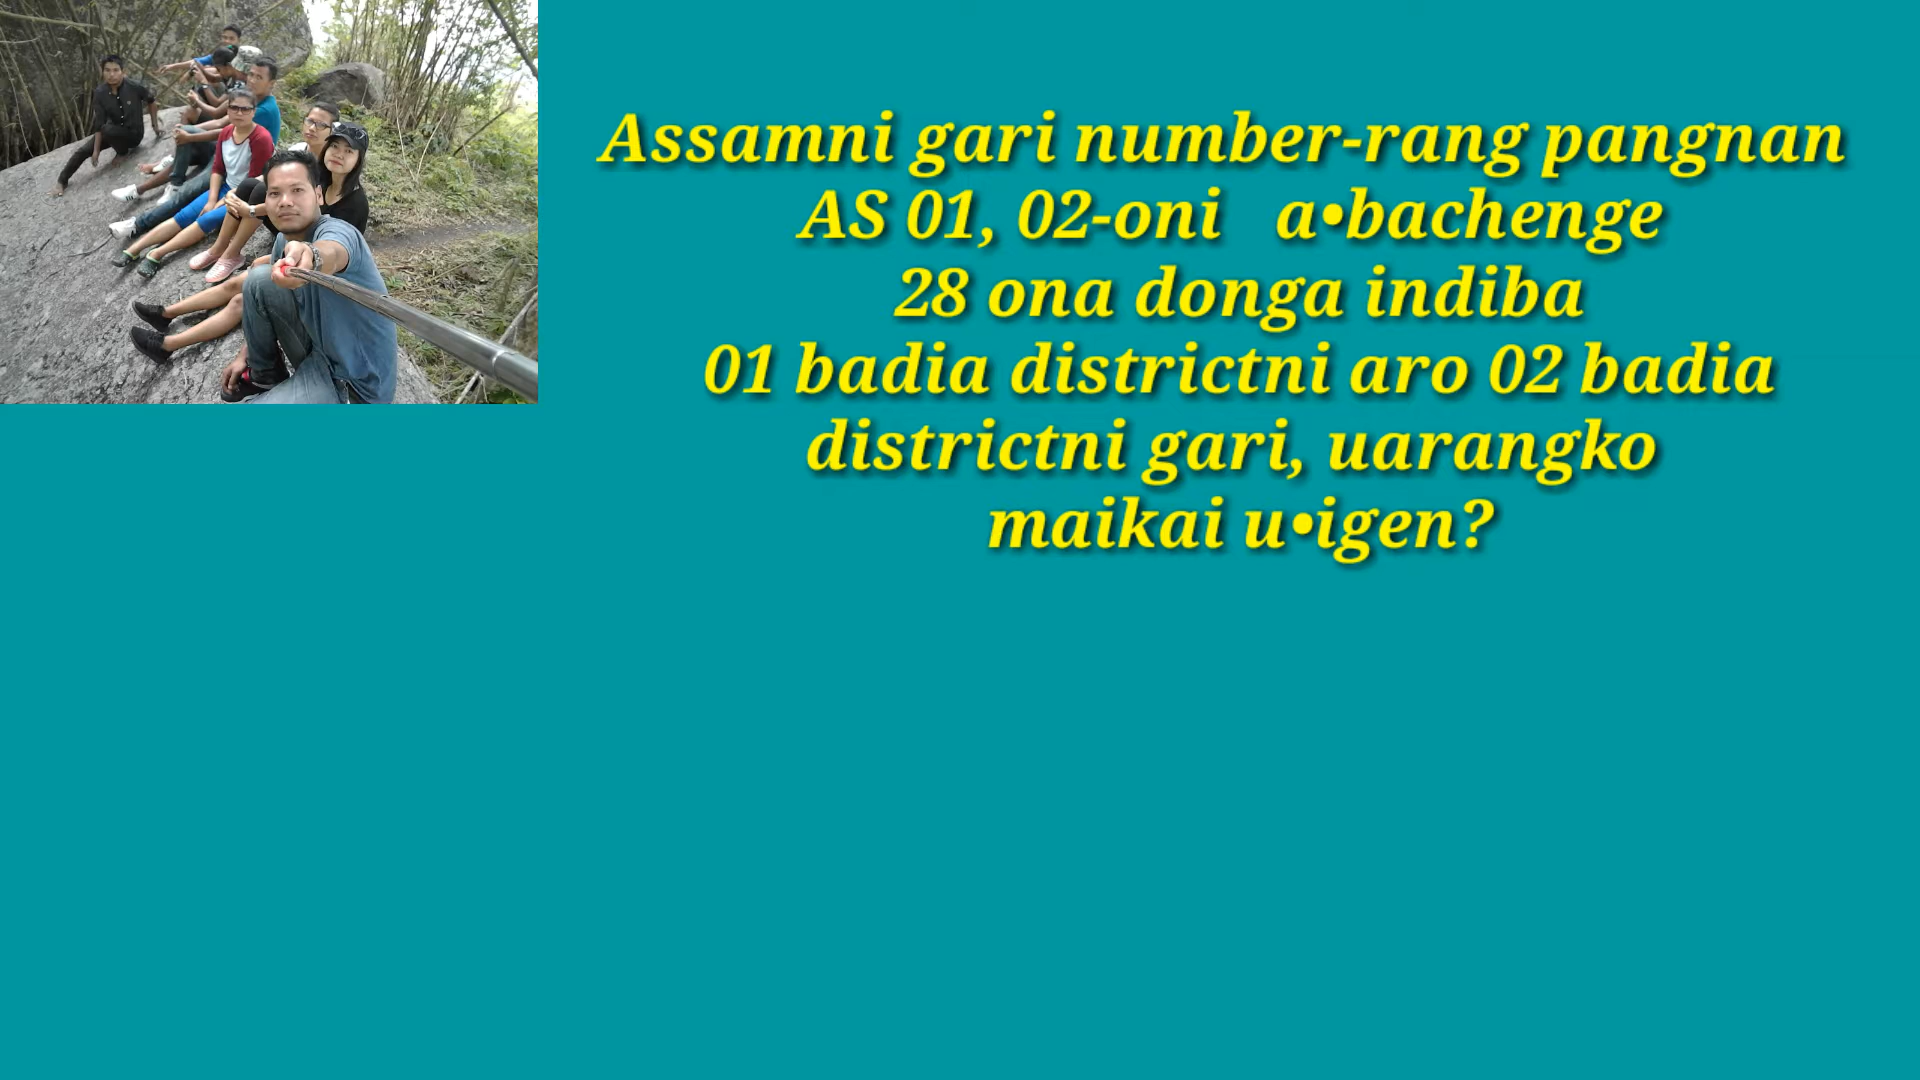 Assamni gari number-rang pangnan
AS 01, 02-oni a•bachenge
28 ona donga indiba
01 badia districtni aro 02 badia
districtni gari, uarangko
maikai u•igen?